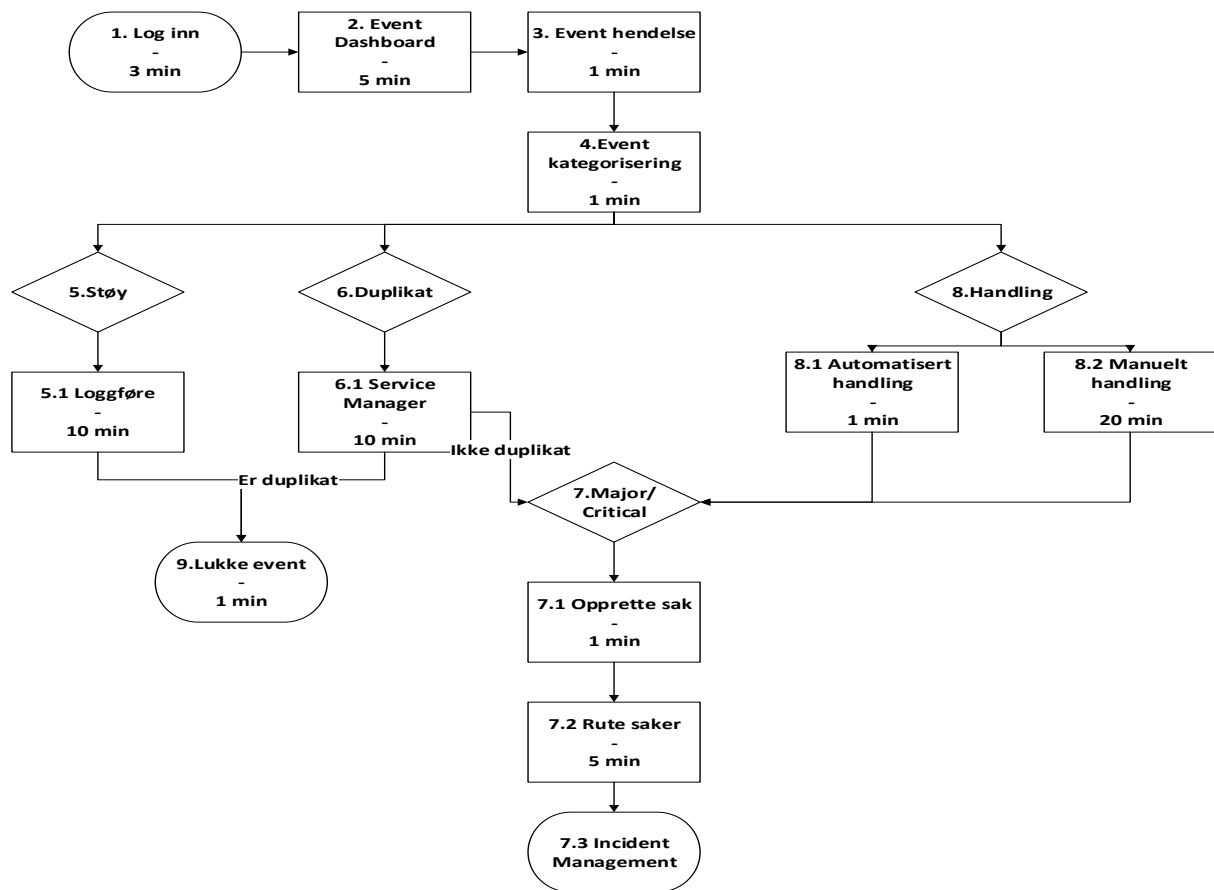 1. Log inn
-
3 min
2. Event
Dashboard
-
5 min
3. Event hendelse
-
1 min
4.Event
kategorisering
-
1 min
5.Støy
6.Duplikat
8.Handling
5.1 Loggføre
-
10 min
6.1 Service
Manager
-
10 min
8.1 Automatisert
handling
-
1 min
8.2 Manuelt
handling
-
20 min
Ikke duplikat
Er duplikat
7.Major/
Critical
9.Lukke event
-
1 min
7.1 Opprette sak
-
1 min
7.2 Rute saker
-
5 min
7.3 Incident
Management